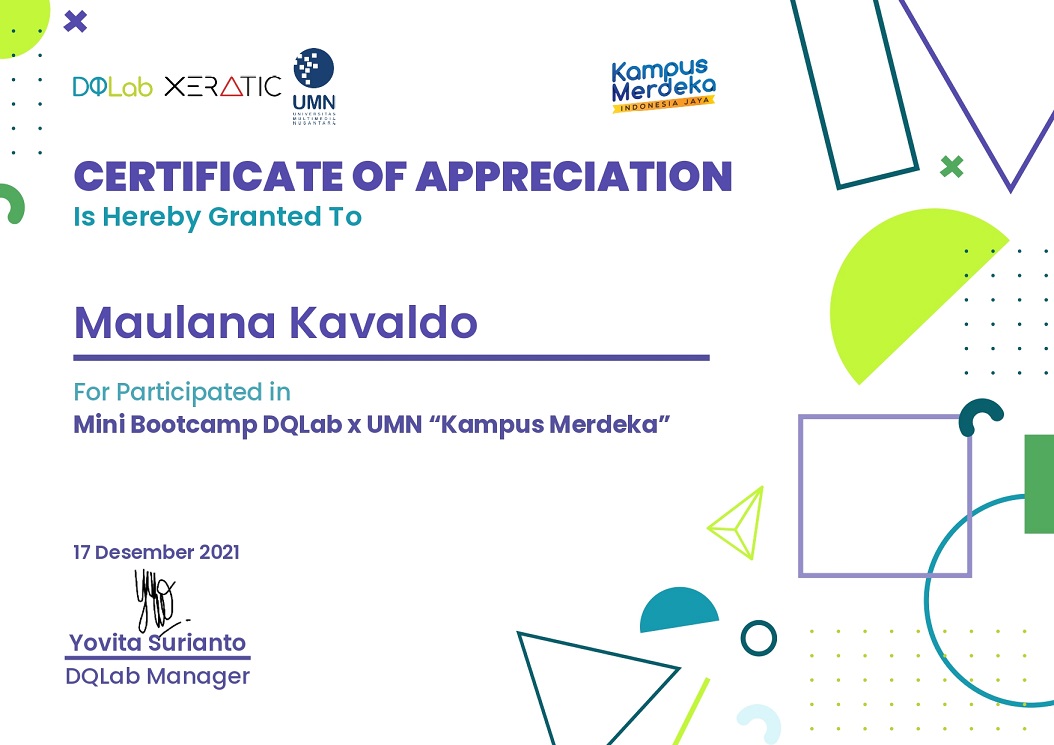 DQLab XERATIC
UMN
UNIVERSITAS
MULTIMEDIA
NUSANTARA
Kampus
Merdeka
INDONESIA JAYA
CERTIFICATE OF APPRECIATION
Is Hereby Granted To
Maulana Kavaldo
For Participated in
Mini Bootcamp DQLab x UMN “Kampus Merdeka”
17 Desember 2021
Yovita Surianto
DQLab Manager